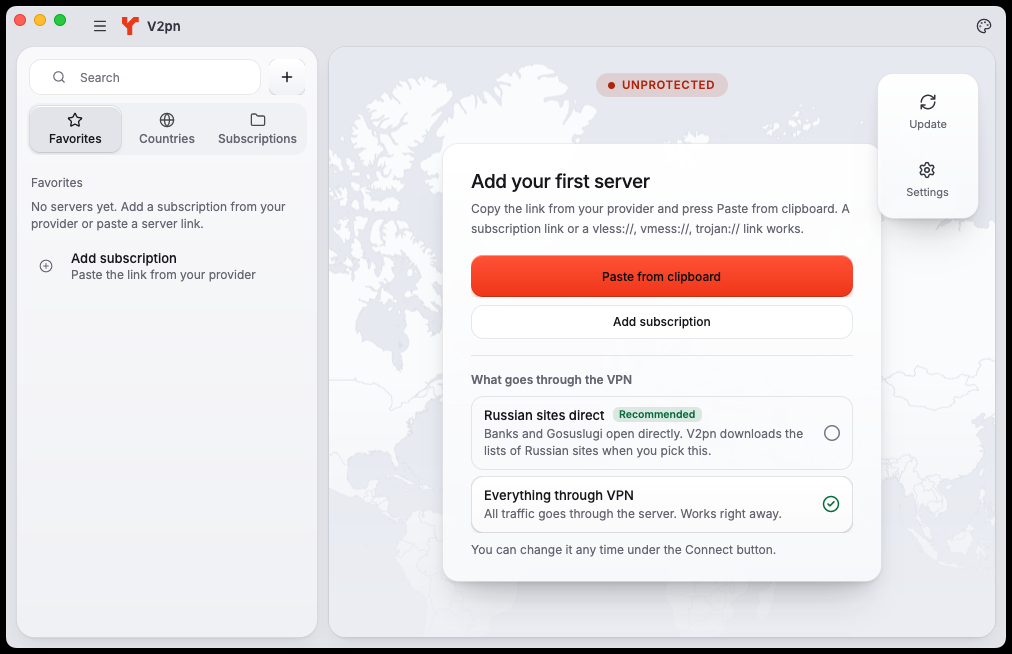 V2pn
Search
Favorites
Countries
Subscriptions
Favorites
No servers yet. Add a subscription from your
provider or paste a server link.
Add subscription
Paste the link from your provider
UNPROTECTED
Update
Settings
Add your first server
Copy the link from your provider and press Paste from clipboard. A
subscription link or a vless://, vmess://, trojan:// link works.
Paste from clipboard
Add subscription
What goes through the VPN
Russian sites direct Recommended
Banks and Gosuslugi open directly. V2pn downloads the
lists of Russian sites when you pick this.
Everything through VPN
All traffic goes through the server. Works right away.
You can change it any time under the Connect button.